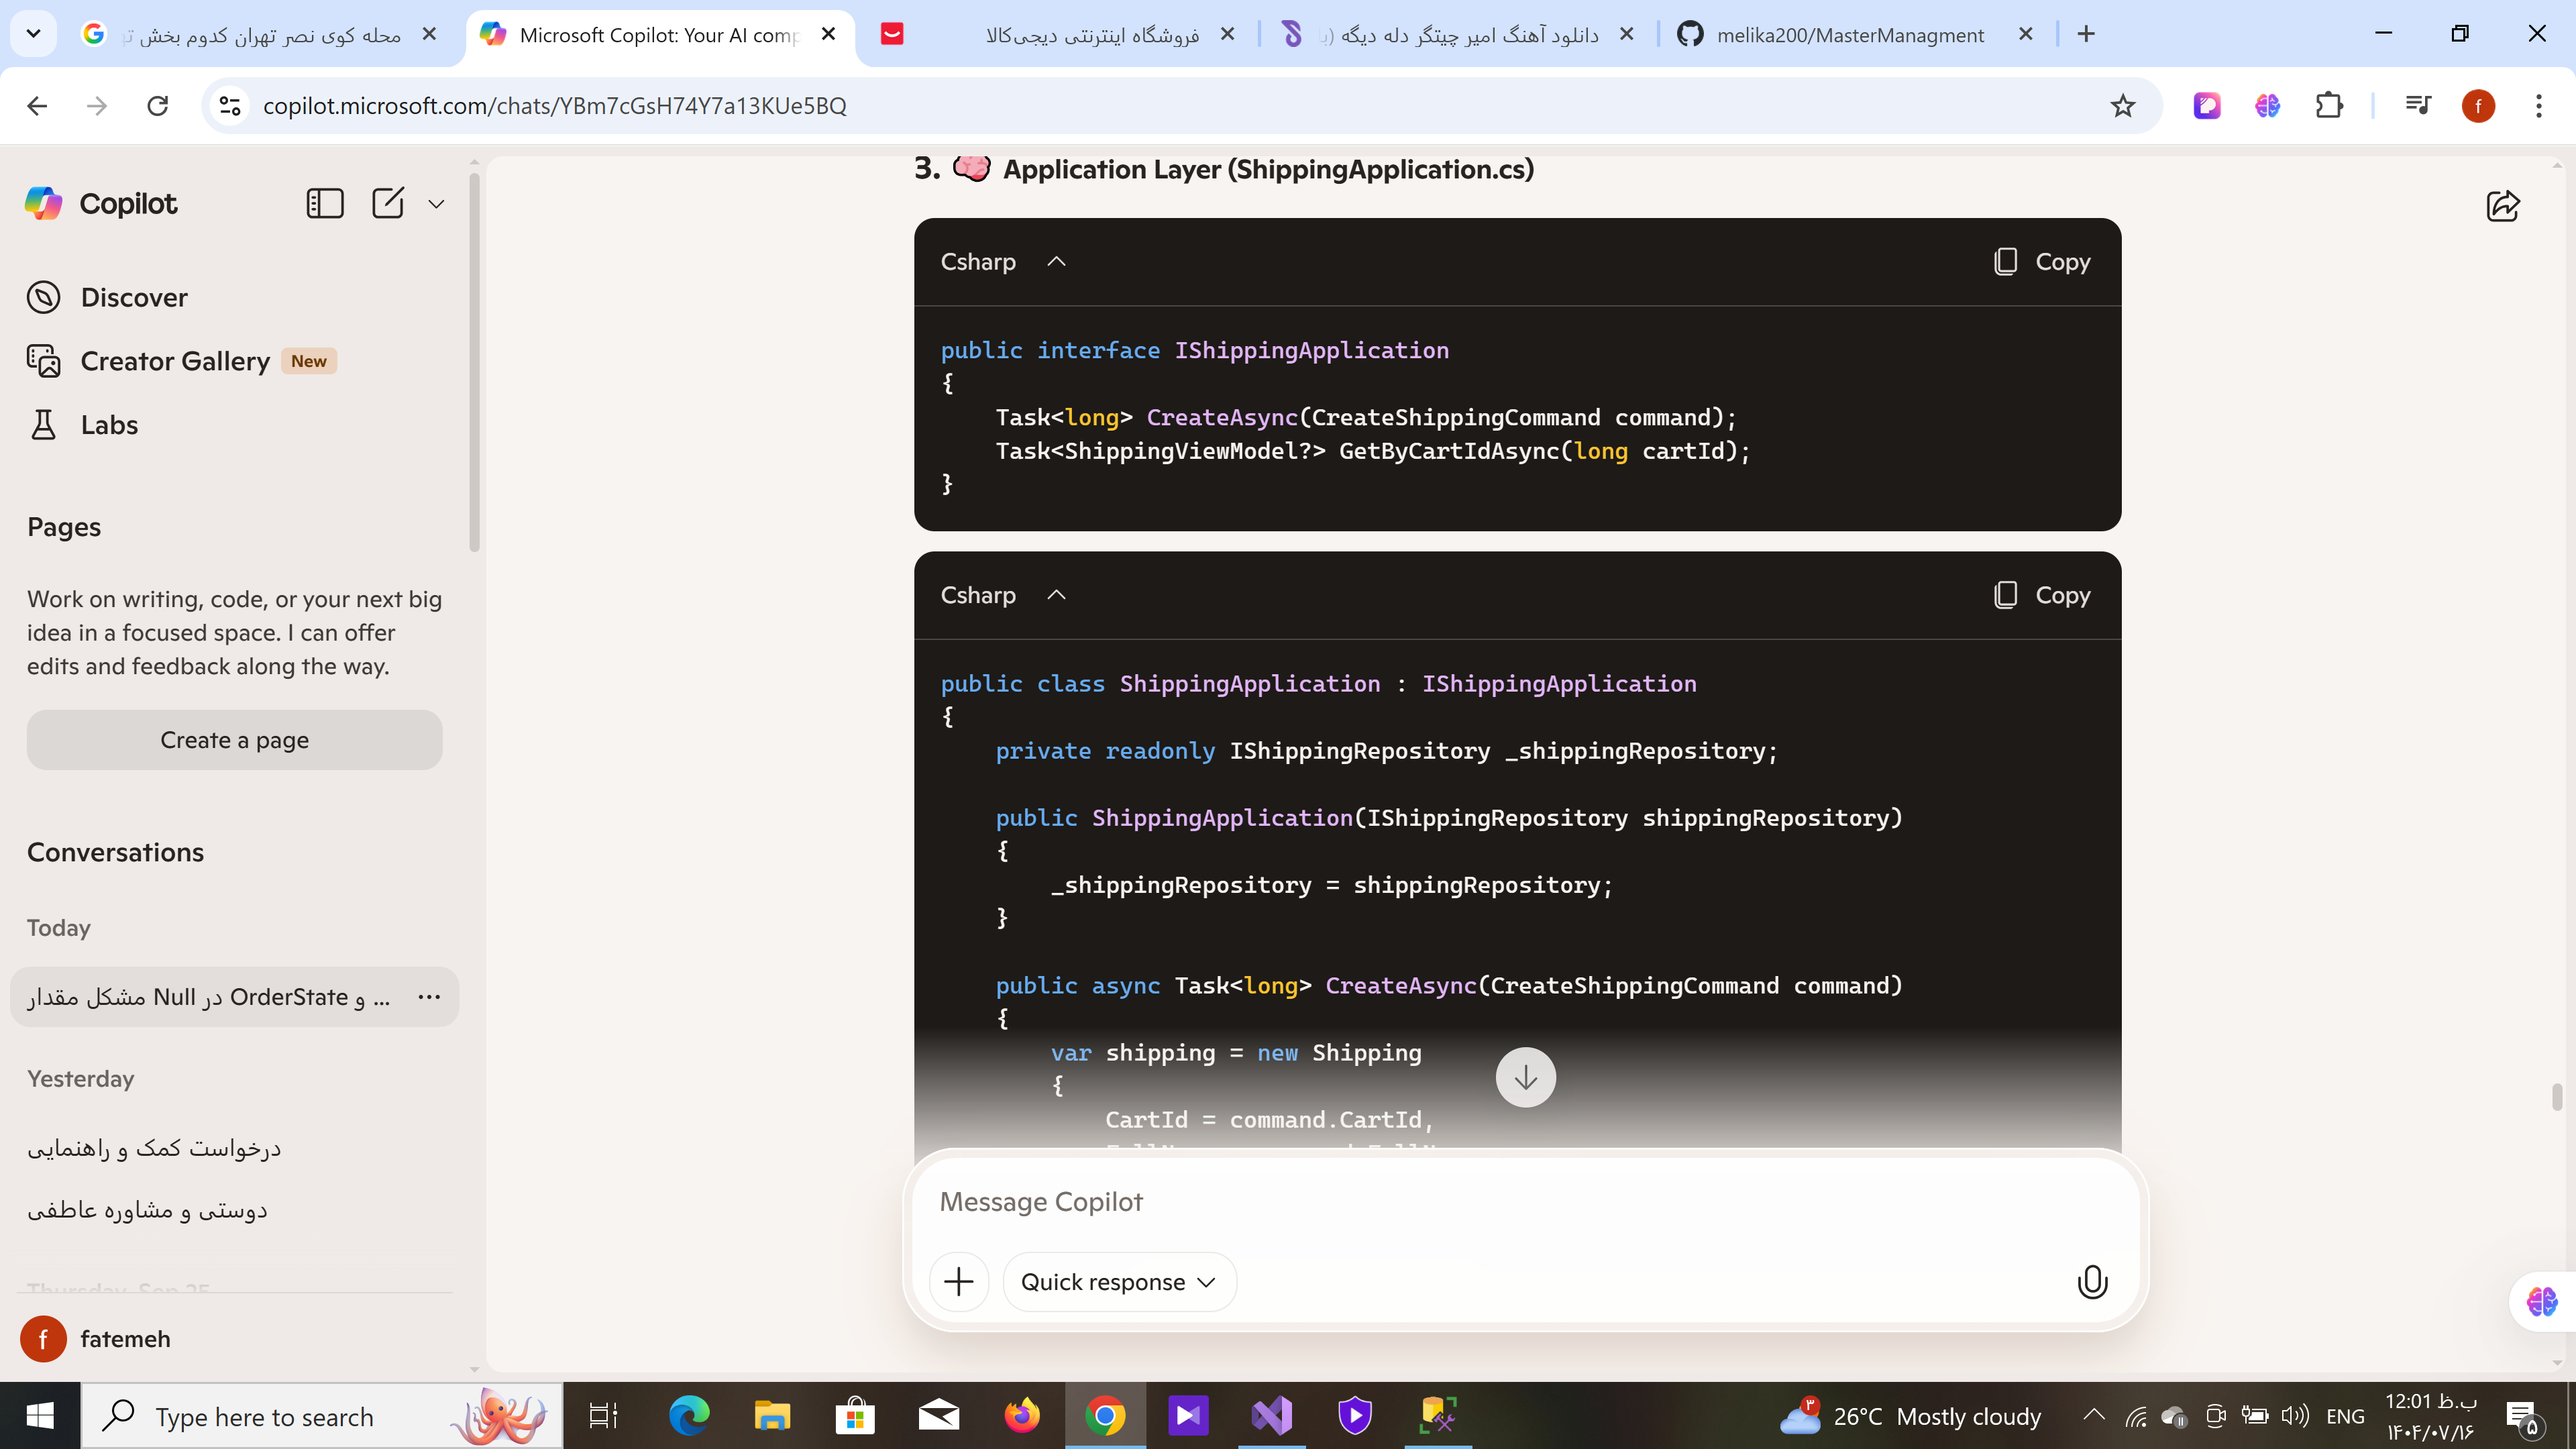 محله کوی نصر تهران کدوم بخش
Microsoft Copilot: Your AI comp
فروشگاه اینترنتی دیجی‌کالا
دانلود آهنگ امیر چیتگر دله دیگه (با
melika200/MasterManagment
copilot.microsoft.com/chats/YBm7cGsH74Y7a13KUe5BQ
f
Copilot
Discover
Creator Gallery New
Labs
Pages
Work on writing, code, or your next big
idea in a focused space. I can offer
edits and feedback along the way.
Create a page
Conversations
Today
مشکل مقدار Null در OrderState و ...
Yesterday
درخواست کمک و راهنمایی
دوستی و مشاوره عاطفی
Thursday, Sep 25
f fatemeh
3. 🧠 Application Layer (ShippingApplication.cs)
Csharp Copy
public interface IShippingApplication
{
    Task<long> CreateAsync(CreateShippingCommand command);
    Task<ShippingViewModel?> GetByCartIdAsync(long cartId);
}
Csharp Copy
public class ShippingApplication : IShippingApplication
{
    private readonly IShippingRepository _shippingRepository;
    public ShippingApplication(IShippingRepository shippingRepository)
    {
        _shippingRepository = shippingRepository;
    }
    public async Task<long> CreateAsync(CreateShippingCommand command)
    {
        var shipping = new Shipping
        {
            CartId = command.CartId,
Message Copilot
Quick response
Type here to search
۳
26°C Mostly cloudy
ENG
12:01 ب.ظ
۱۴۰۴/۰۷/۱۶
۵